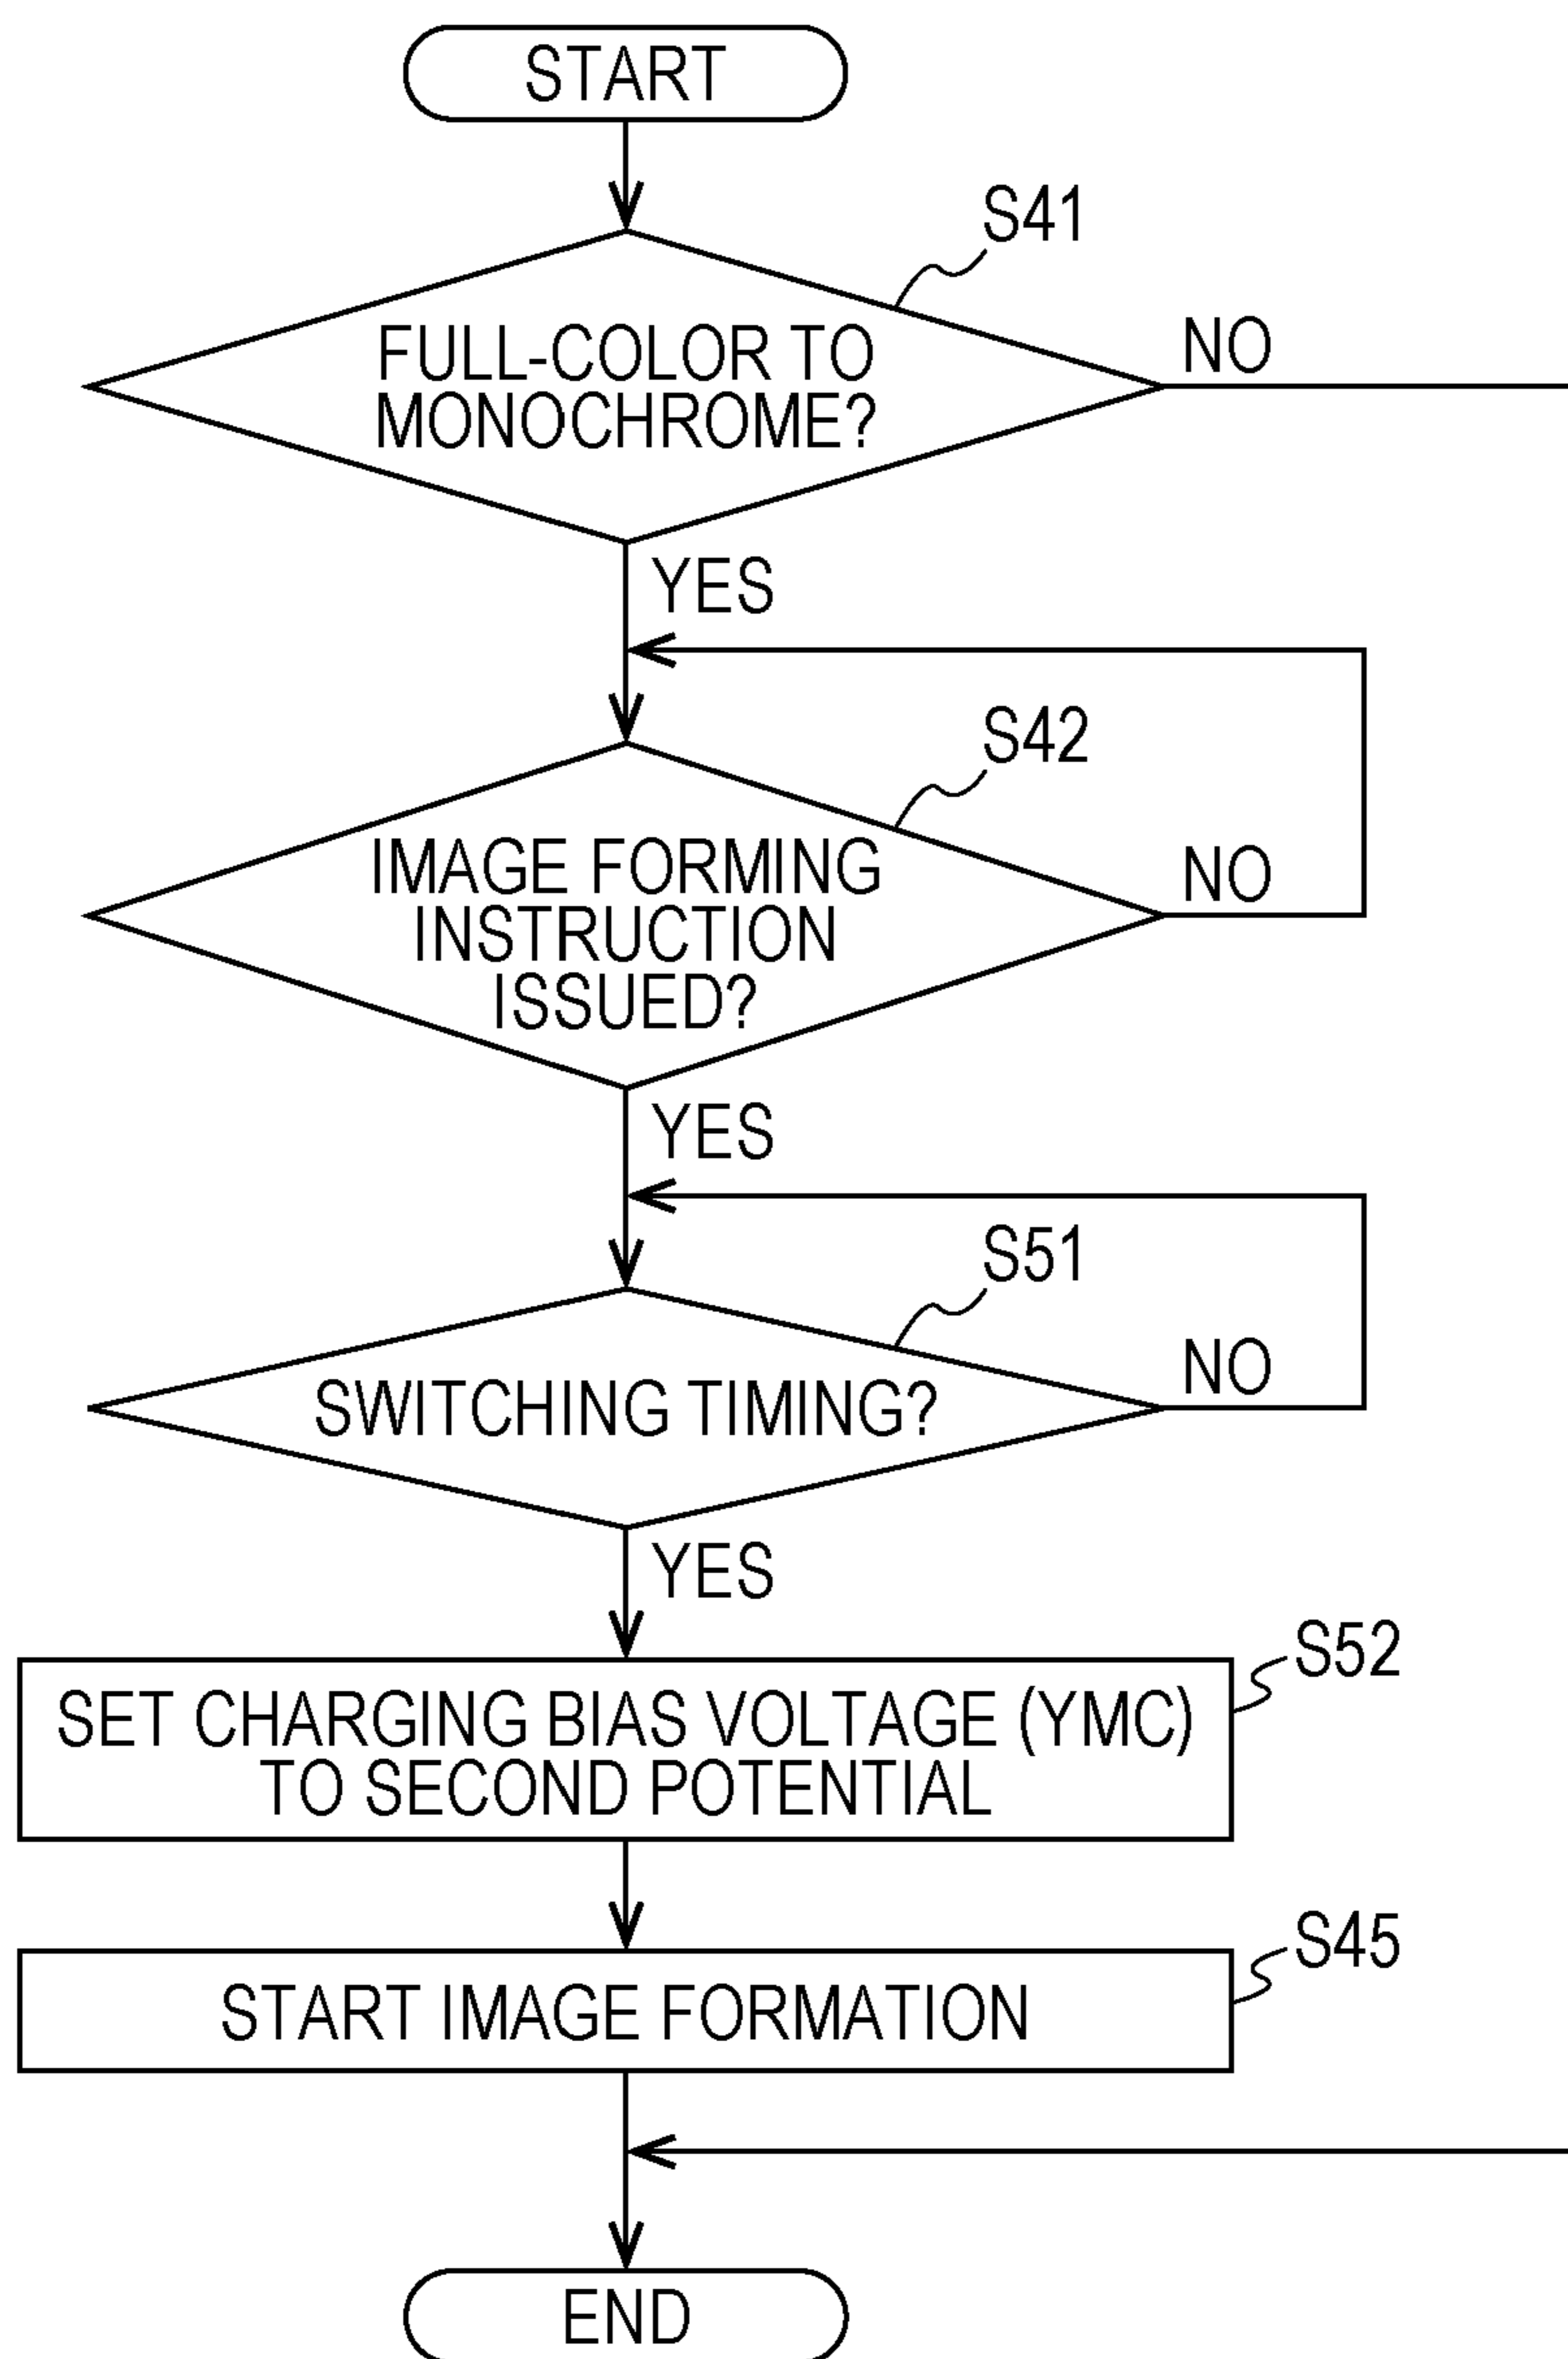 START
S41
FULL-COLOR TO
MONOCHROME?
NO
YES
S42
IMAGE FORMING
INSTRUCTION
ISSUED?
NO
YES
S51
SWITCHING TIMING?
NO
YES
S52
SET CHARGING BIAS VOLTAGE (YMC)
TO SECOND POTENTIAL
S45
START IMAGE FORMATION
END